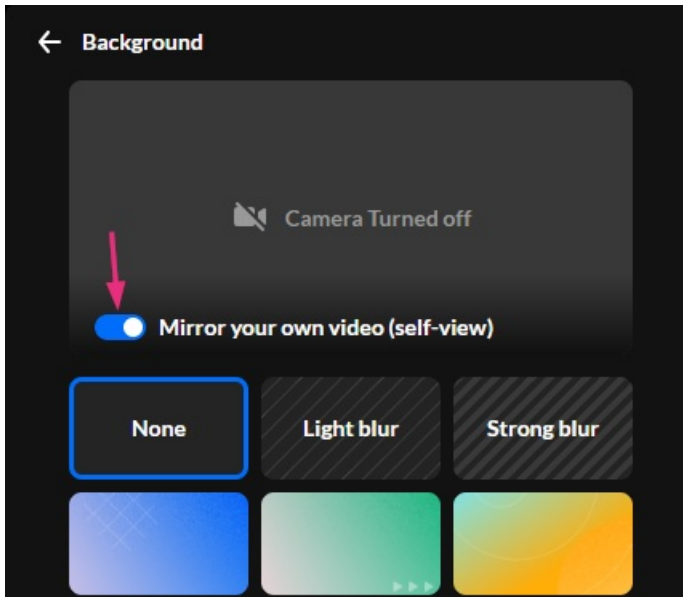 Background
Camera Turned off
Mirror your own video (self-view)
None
Light blur
Strong blur